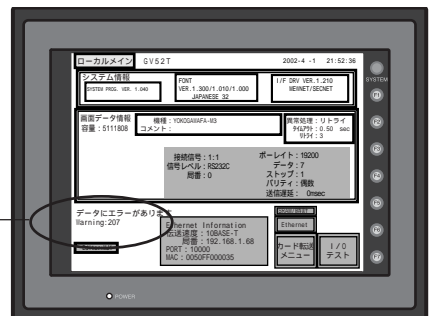 ローカルメイン GV52T 2002-4 -1 21:52:36
SYSTEM
システム情報
SYSTEM PROG. VER. 1.040
FONT
VER.1.300/1.010/1.000
JAPANESE 32
I/F DRV VER.1.210
MEWNET/SECNET
F1
画面データ情報
容量:5111808
機種:YOKOGAWAFA-M3
コメント:
異常処理:リトライ
タイムアウト:0.50 sec
リトライ:3
F2
F3
接続信号:1:1
信号レベル:RS232C
局番:0
ボーレイト:19200
データ:7
ストップ:1
パリティ:偶数
送信遅延: 0msec
F4
F5
データにエラーがあります
Warning:207
Ethernet Information
伝送速度:10BASE-T
局番:192.168.1.68
PORT:10000
MAC:0050FF000035
Ethernet
カード転送
メニュー
I/O
テスト
F6
F7
POWER